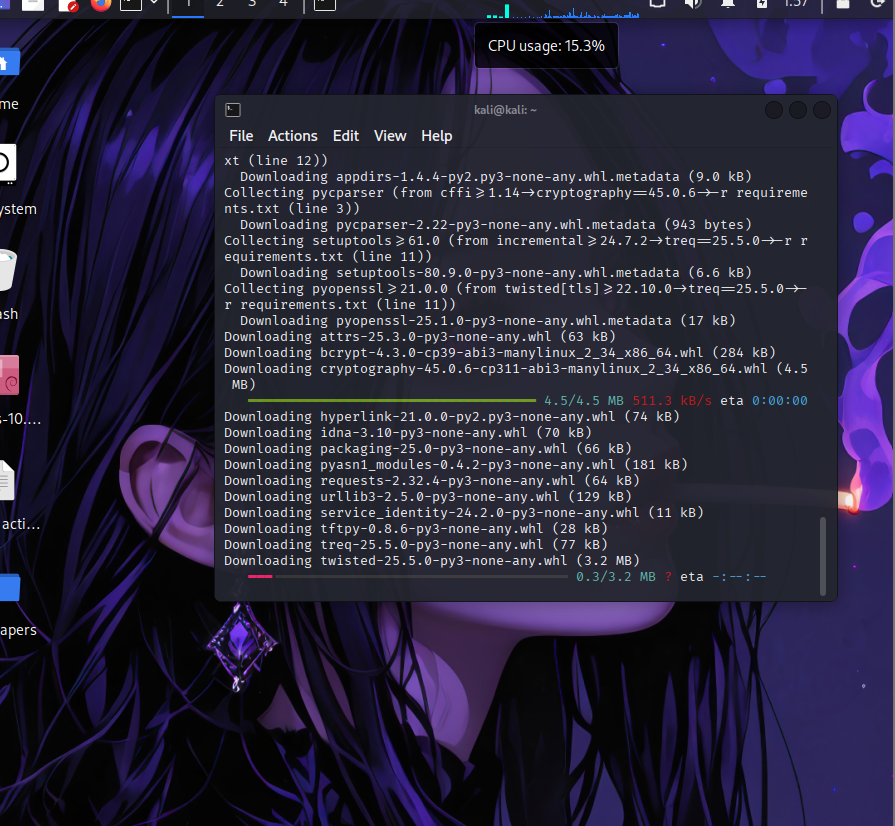 1 2 3 4
1:57
CPU usage: 15.3%
me
ystem
ash
s-10....
acti...
apers
kali@kali: ~
File Actions Edit View Help
xt (line 12))
  Downloading appdirs-1.4.4-py2.py3-none-any.whl.metadata (9.0 kB)
Collecting pycparser (from cffi>=1.14->cryptography==45.0.6->-r requireme
nts.txt (line 3))
  Downloading pycparser-2.22-py3-none-any.whl.metadata (943 bytes)
Collecting setuptools>=61.0 (from incremental>=24.7.2->treq==25.5.0->-r r
equirements.txt (line 11))
  Downloading setuptools-80.9.0-py3-none-any.whl.metadata (6.6 kB)
Collecting pyopenssl>=21.0.0 (from twisted[tls]>=22.10.0->treq==25.5.0->-
r requirements.txt (line 11))
  Downloading pyopenssl-25.1.0-py3-none-any.whl.metadata (17 kB)
Downloading attrs-25.3.0-py3-none-any.whl (63 kB)
Downloading bcrypt-4.3.0-cp39-abi3-manylinux_2_34_x86_64.whl (284 kB)
Downloading cryptography-45.0.6-cp311-abi3-manylinux_2_34_x86_64.whl (4.5
 MB)
4.5/4.5 MB 511.3 kB/s eta 0:00:00
Downloading hyperlink-21.0.0-py2.py3-none-any.whl (74 kB)
Downloading idna-3.10-py3-none-any.whl (70 kB)
Downloading packaging-25.0-py3-none-any.whl (66 kB)
Downloading pyasn1_modules-0.4.2-py3-none-any.whl (181 kB)
Downloading requests-2.32.4-py3-none-any.whl (64 kB)
Downloading urllib3-2.5.0-py3-none-any.whl (129 kB)
Downloading service_identity-24.2.0-py3-none-any.whl (11 kB)
Downloading tftpy-0.8.6-py3-none-any.whl (28 kB)
Downloading treq-25.5.0-py3-none-any.whl (77 kB)
Downloading twisted-25.5.0-py3-none-any.whl (3.2 MB)
0.3/3.2 MB ? eta -:--:--